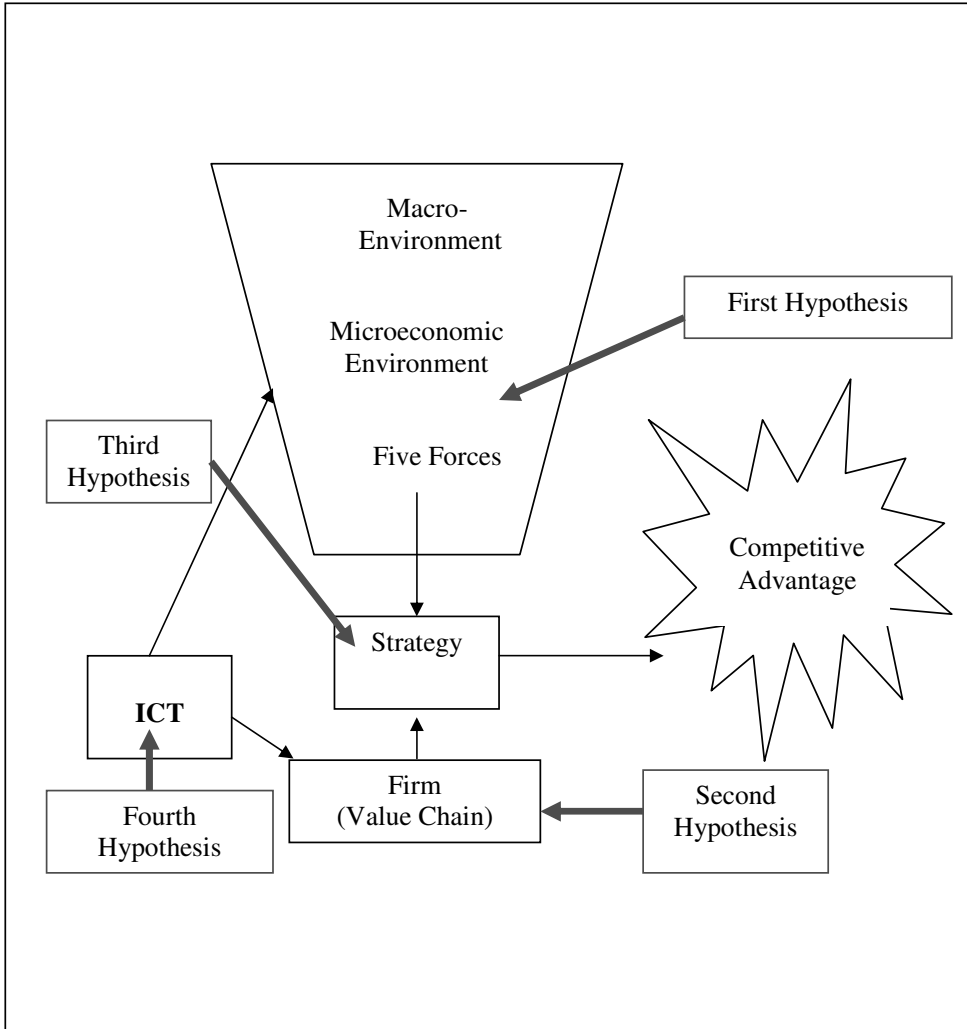 Macro-
Environment
First Hypothesis
Microeconomic
Environment
Third
Hypothesis
Five Forces
Competitive
Advantage
Strategy
ICT
Firm
(Value Chain)
Second
Hypothesis
Fourth
Hypothesis